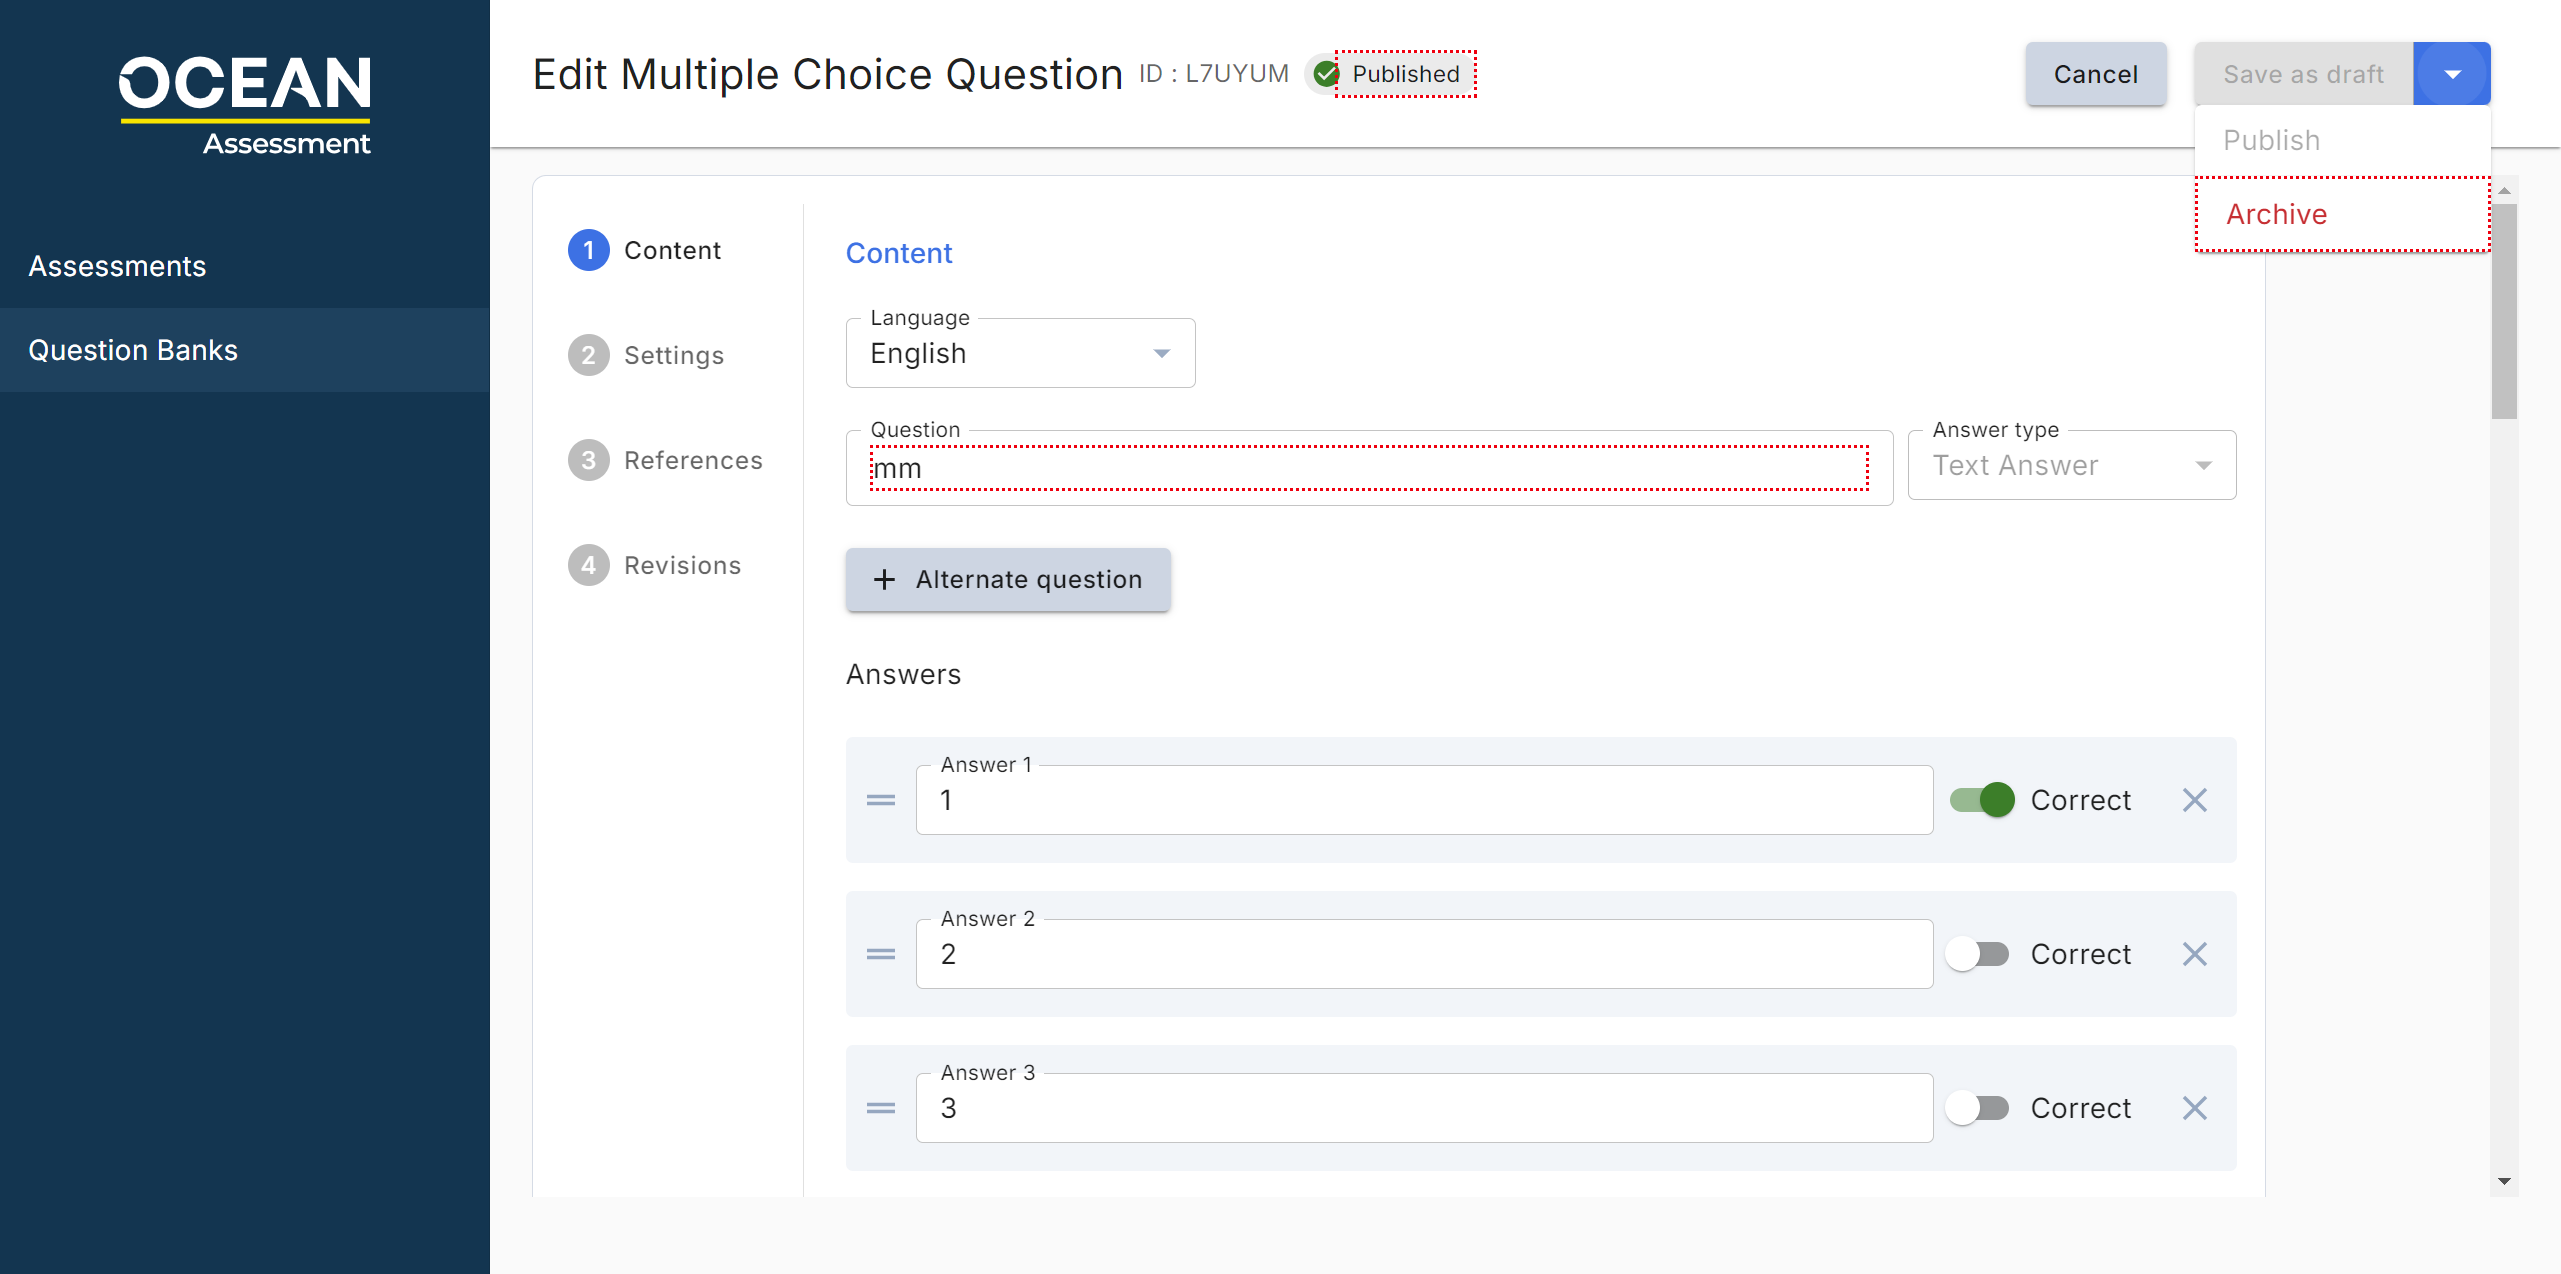 OCEAN
Assessment
Assessments
Question Banks
Edit Multiple Choice Question ID : L7UYUM Published
Cancel
Save as draft
Publish
Archive
1 Content
2 Settings
3 References
4 Revisions
Content
Language
English
Question
mm
Answer type
Text Answer
+ Alternate question
Answers
Answer 1
1
Correct
Answer 2
2
Correct
Answer 3
3
Correct